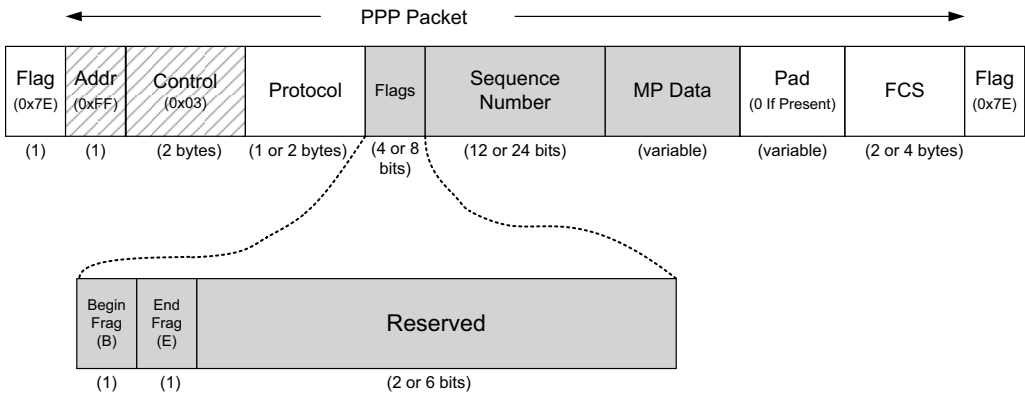 PPP Packet
Flag
(0x7E)
Addr
(0xFF)
Control
(0x03)
Protocol
Flags
Sequence
Number
MP Data
Pad
(0 If Present)
FCS
Flag
(0x7E)
(1)
(1)
(2 bytes)
(1 or 2 bytes)
(4 or 8
bits)
(12 or 24 bits)
(variable)
(variable)
(2 or 4 bytes)
(1)
Begin
Frag
(B)
End
Frag
(E)
Reserved
(1)
(1)
(2 or 6 bits)